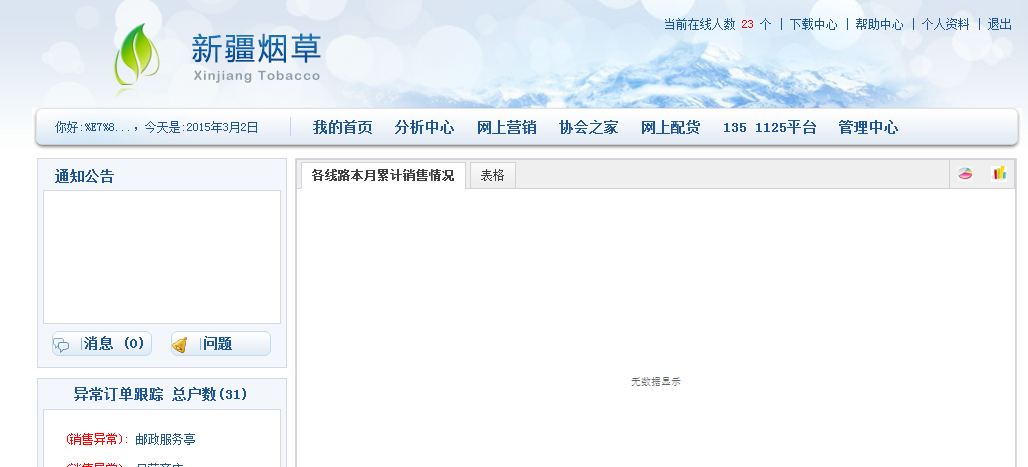 当前在线人数 23 个 | 下载中心 | 帮助中心 | 个人资料 | 退出
新疆烟草
Xinjiang Tobacco
你好:%E7%8...，今天是:2015年3月2日
我的首页 分析中心 网上营销 协会之家 网上配货 135 1125平台 管理中心
通知公告
各线路本月累计销售情况 表格
消息 (0) 问题
无数据显示
异常订单跟踪 总户数(31)
(销售异常): 邮政服务亭
(销售异常):